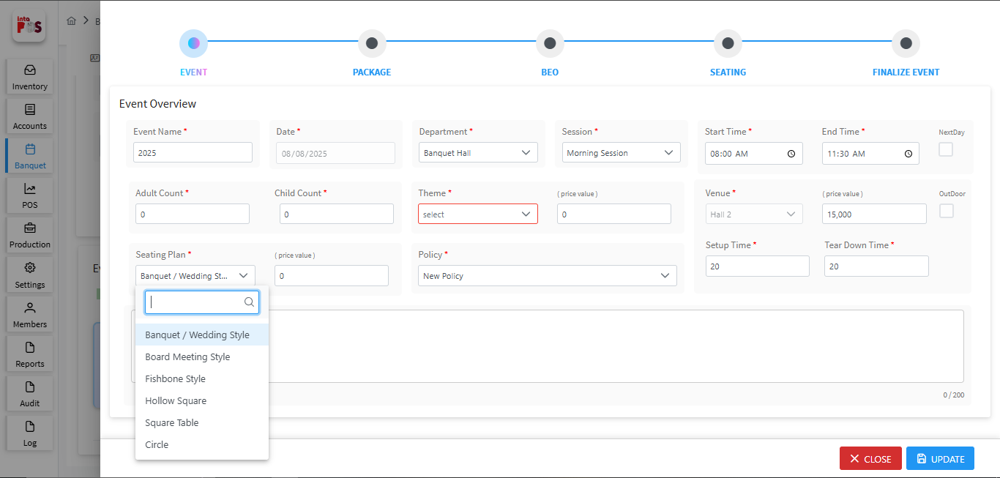 Into
POS
B
Inventory
Accounts
Banquet
POS
Production
Settings
Members
Reports
Audit
Log
EVENT
PACKAGE
BEO
SEATING
FINALIZE EVENT
Event Overview
Event Name *
Date *
Department *
Session *
Start Time *
End Time *
NextDay
2025
08/08/2025
Banquet Hall
Morning Session
08:00 AM
11:30 AM
Adult Count *
Child Count *
Theme *
( price value )
Venue *
( price value )
OutDoor
0
0
select
0
Hall 2
15,000
Setup Time *
Tear Down Time *
20
20
Seating Plan *
( price value )
Policy *
Banquet / Wedding St...
0
New Policy
Banquet / Wedding Style
Board Meeting Style
Fishbone Style
Hollow Square
Square Table
Circle
0 / 200
CLOSE
UPDATE